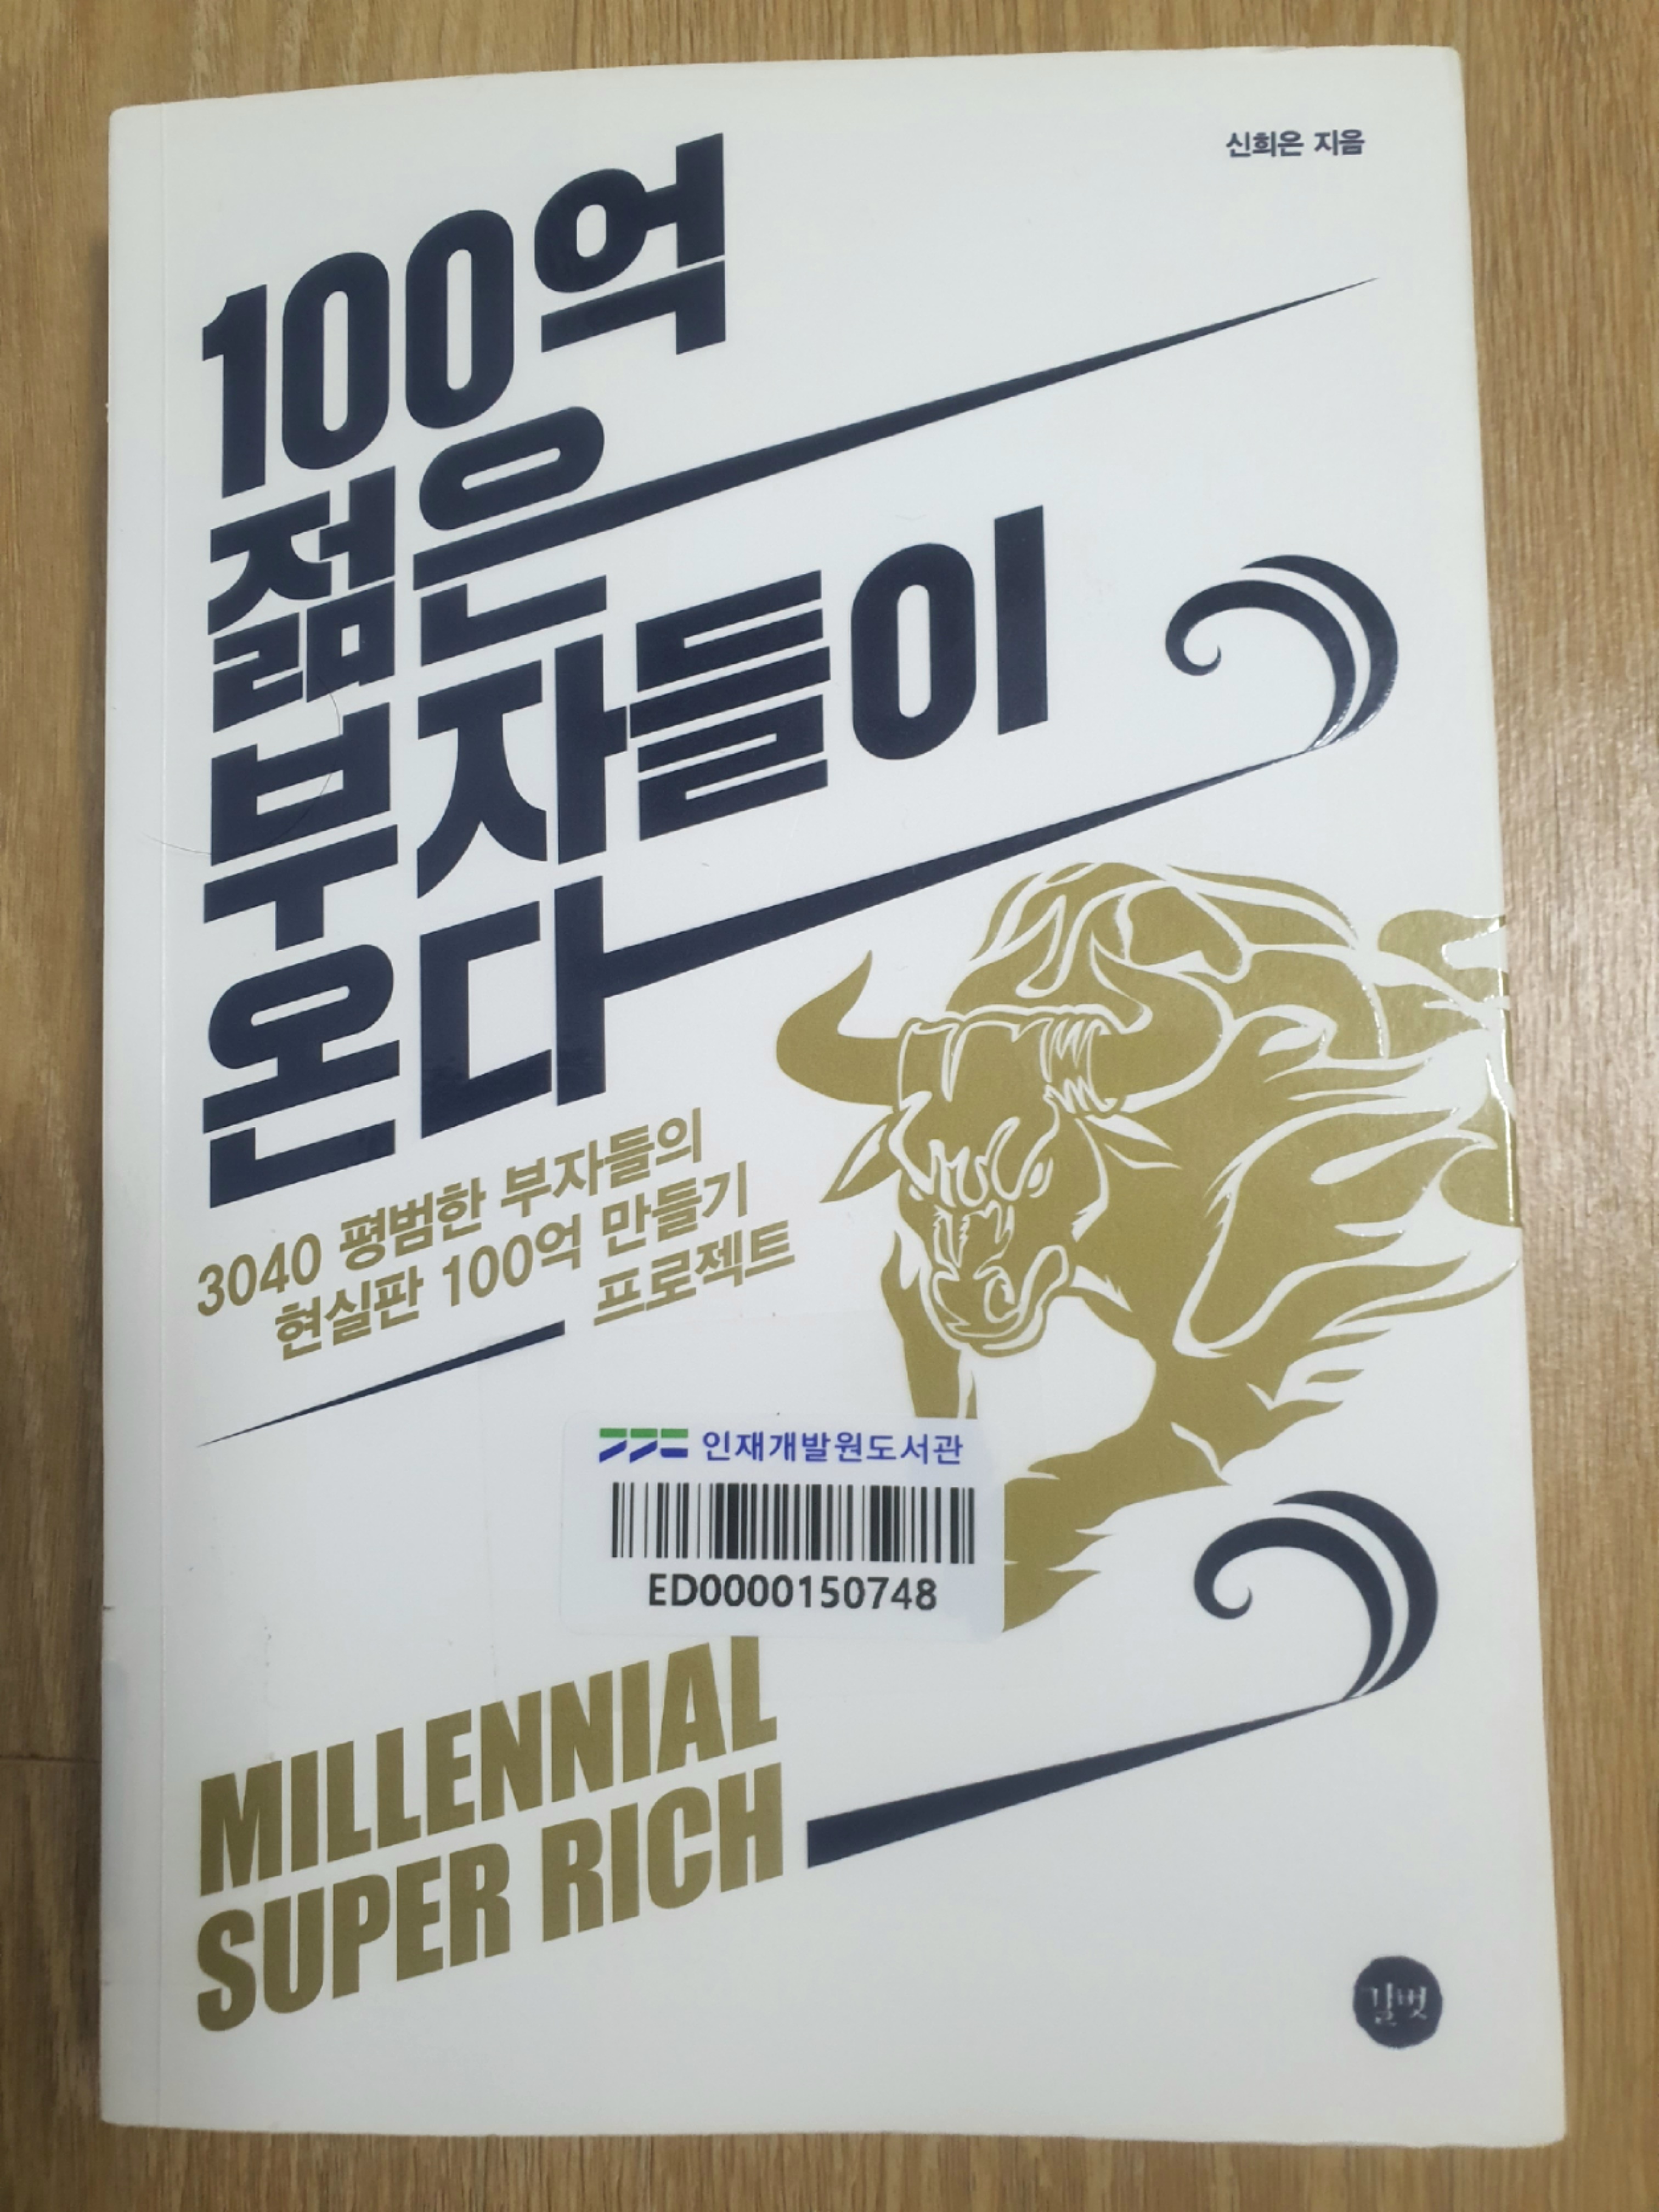 신희은 지음
100억
젊은
부자들이
온다
3040 평범한 부자들의
현실판 100억 만들기
프로젝트
인재개발원도서관
ED0000150748
MILLENNIAL
SUPER RICH
길벗